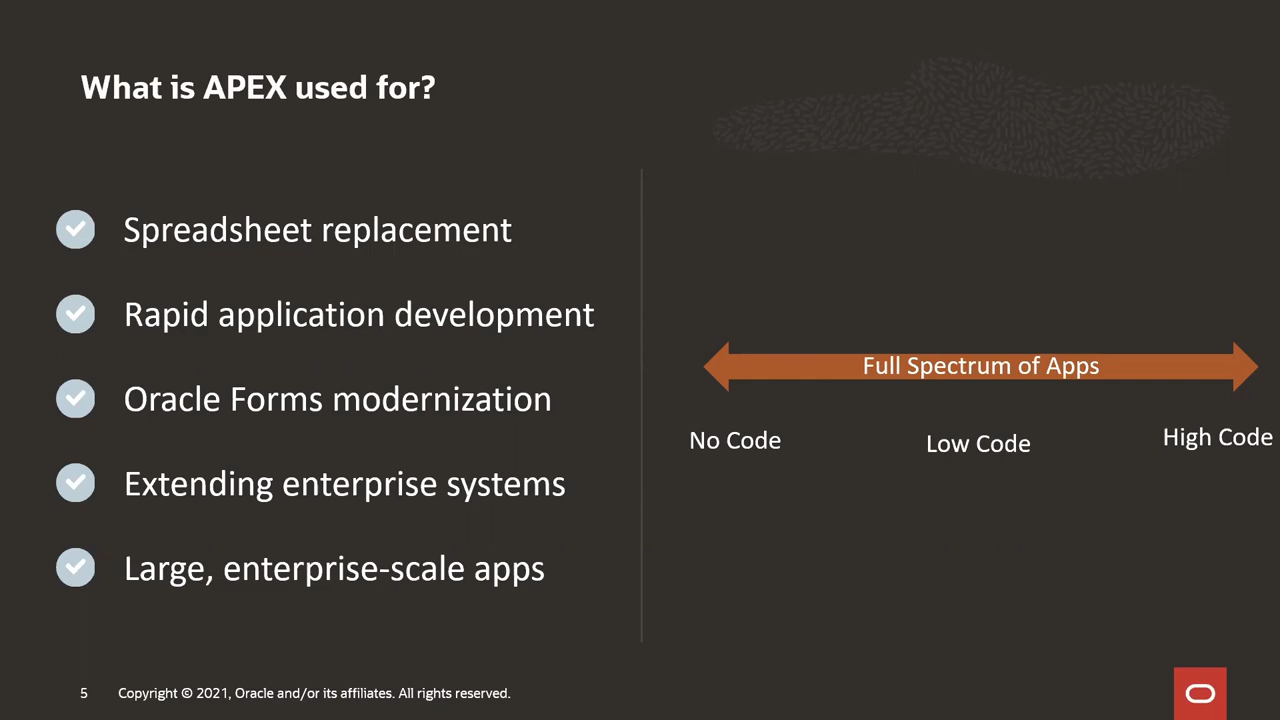 What is APEX used for?
Spreadsheet replacement
Rapid application development
Oracle Forms modernization
Extending enterprise systems
Large, enterprise-scale apps
Full Spectrum of Apps
No Code
Low Code
High Code
5
Copyright © 2021, Oracle and/or its affiliates. All rights reserved.